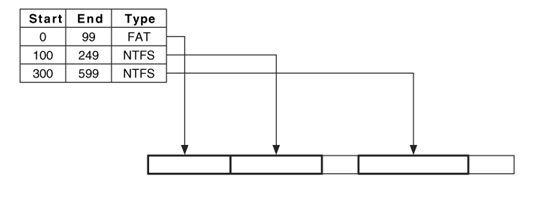 Start End Type
0 99 FAT
100 249 NTFS
300 599 NTFS